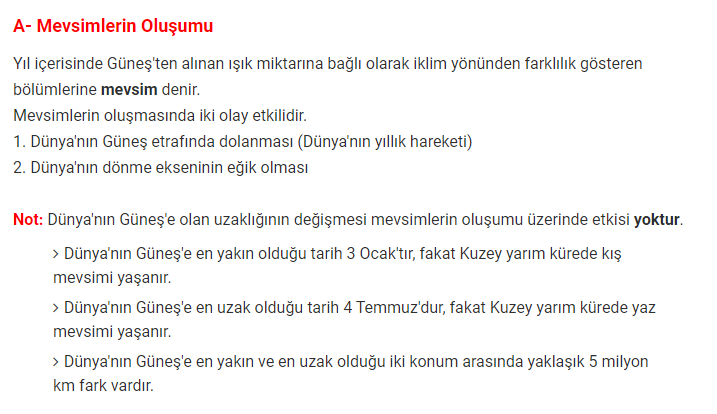 A- Mevsimlerin Oluşumu
Yıl içerisinde Güneş'ten alınan ışık miktarına bağlı olarak iklim yönünden farklılık gösteren
bölümlerine mevsim denir.
Mevsimlerin oluşmasında iki olay etkilidir.
1. Dünya'nın Güneş etrafında dolanması (Dünya'nın yıllık hareketi)
2. Dünya'nın dönme ekseninin eğik olması
Not: Dünya'nın Güneş'e olan uzaklığının değişmesi mevsimlerin oluşumu üzerinde etkisi yoktur.
> Dünya'nın Güneş'e en yakın olduğu tarih 3 Ocak'tır, fakat Kuzey yarım kürede kış
mevsimi yaşanır.
> Dünya'nın Güneş'e en uzak olduğu tarih 4 Temmuz'dur, fakat Kuzey yarım kürede yaz
mevsimi yaşanır.
> Dünya'nın Güneş'e en yakın ve en uzak olduğu iki konum arasında yaklaşık 5 milyon
km fark vardır.